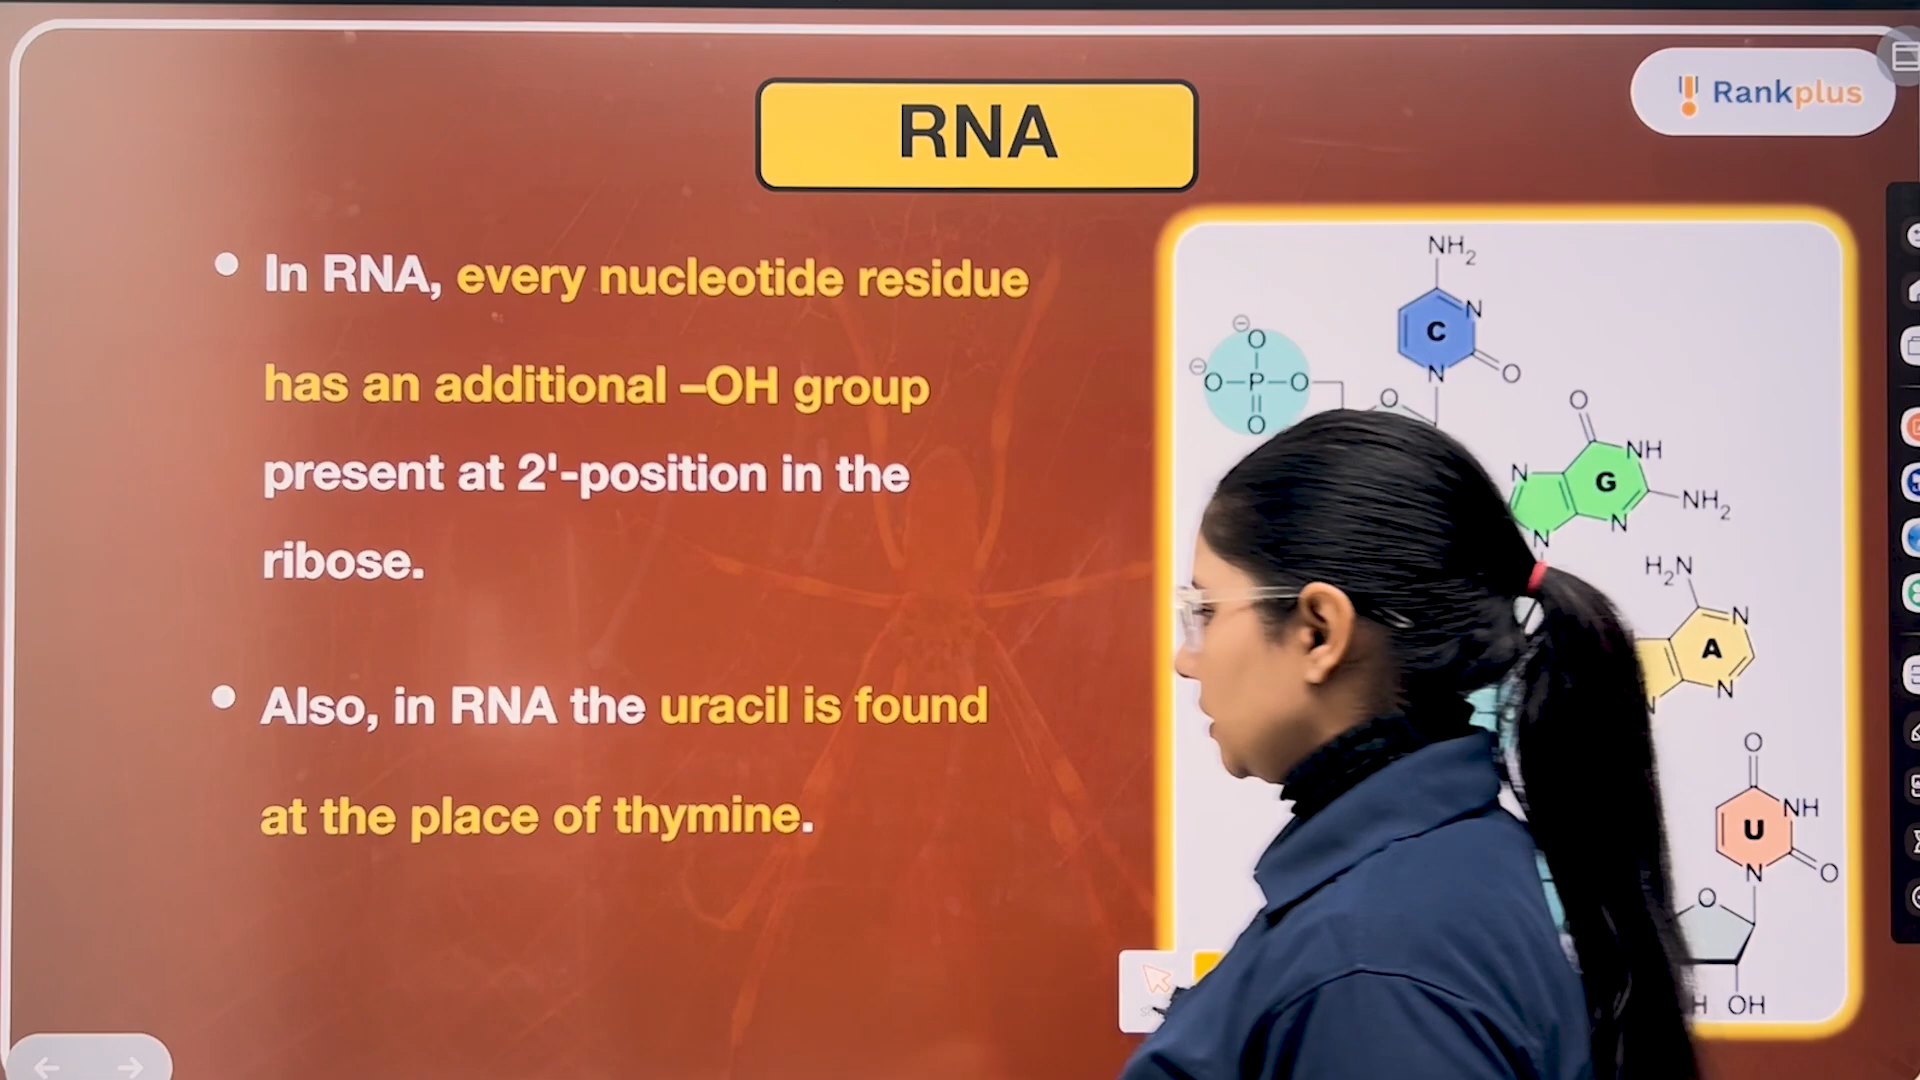 RNA
Rankplus
In RNA, every nucleotide residue
has an additional –OH group
present at 2'-position in the
ribose.
Also, in RNA the uracil is found
at the place of thymine.
NH2
N
C
N
O
O
O–P–O
O
O
O
NH
N
G
N
NH2
N
H2N
N
A
N
N
O
NH
U
N
O
O
H OH